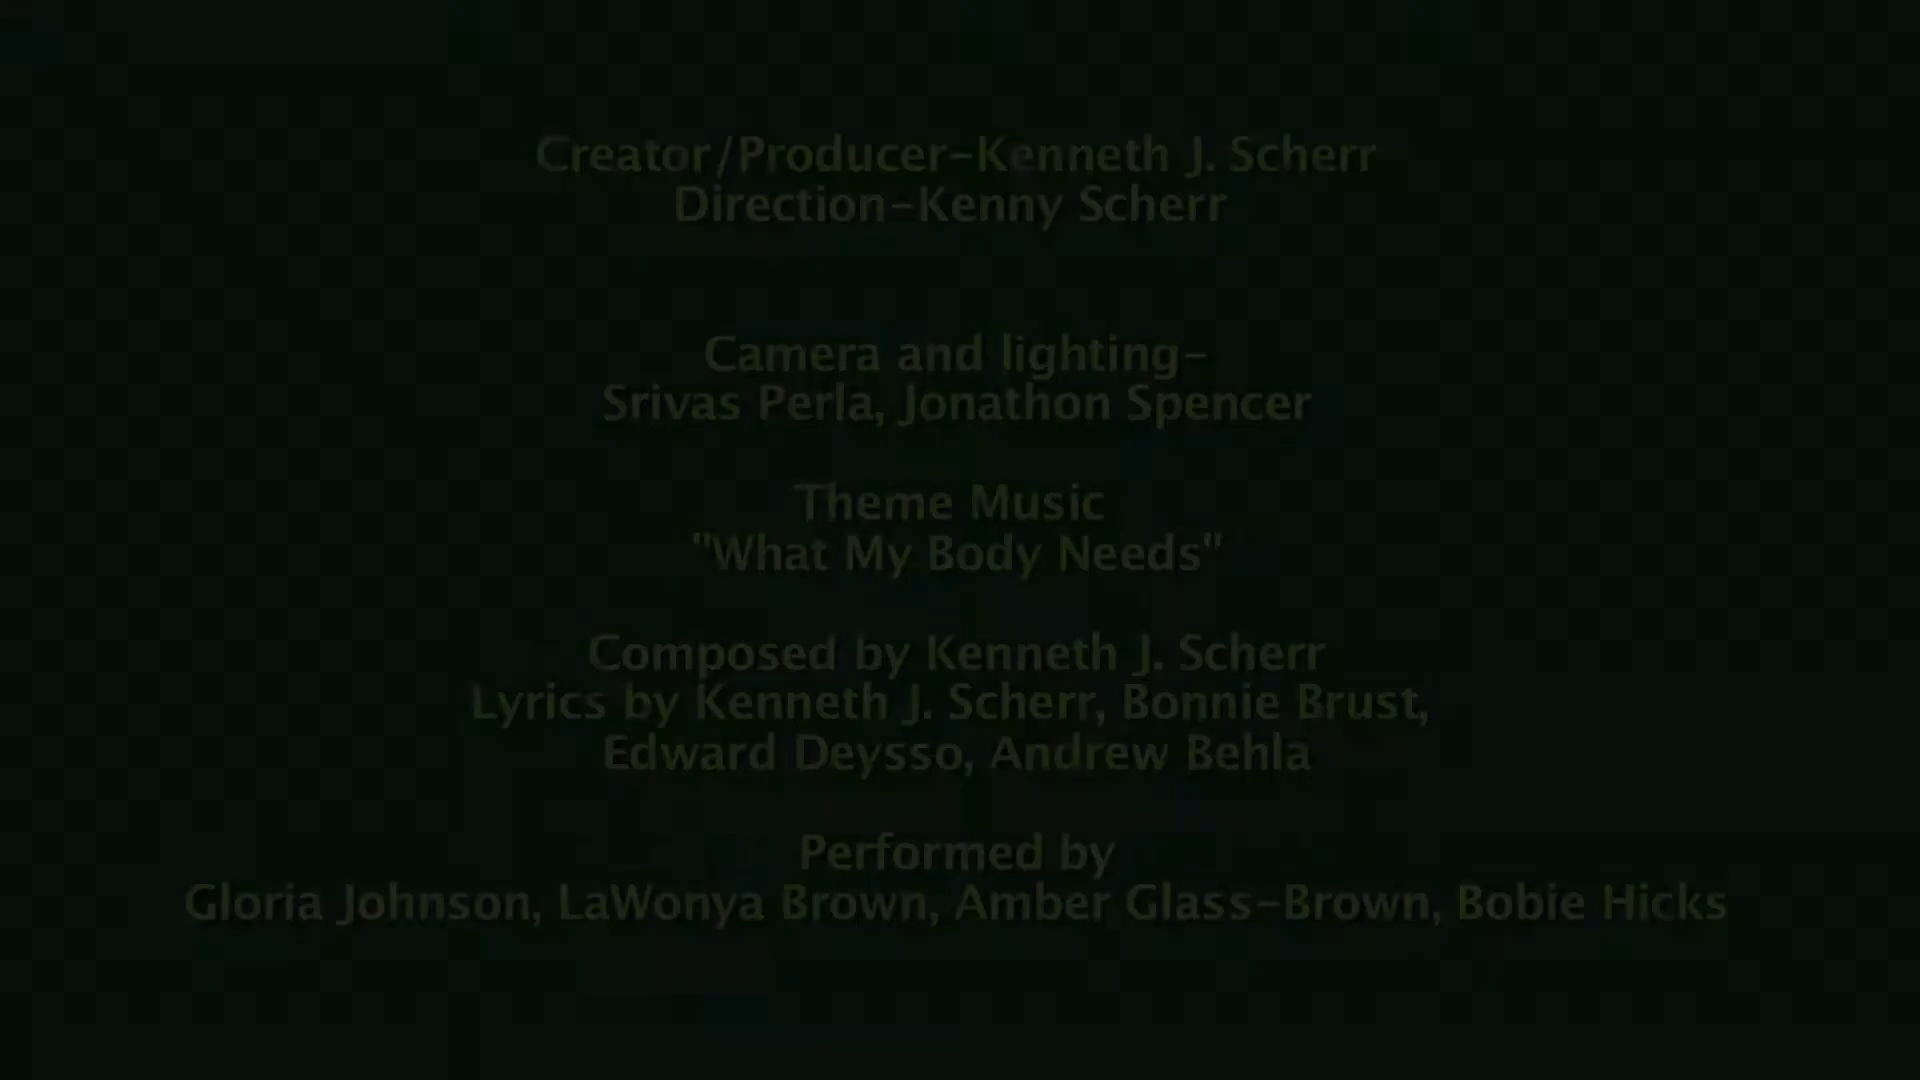 Creator/Producer-Kenneth J. Scherr
Direction-Kenny Scherr
Camera and lighting-
Srivas Perla, Jonathon Spencer
Theme Music
"What My Body Needs"
Composed by Kenneth J. Scherr
Lyrics by Kenneth J. Scherr, Bonnie Brust,
Edward Deysso, Andrew Behla
Performed by
Gloria Johnson, LaWonya Brown, Amber Glass-Brown, Bobie Hicks